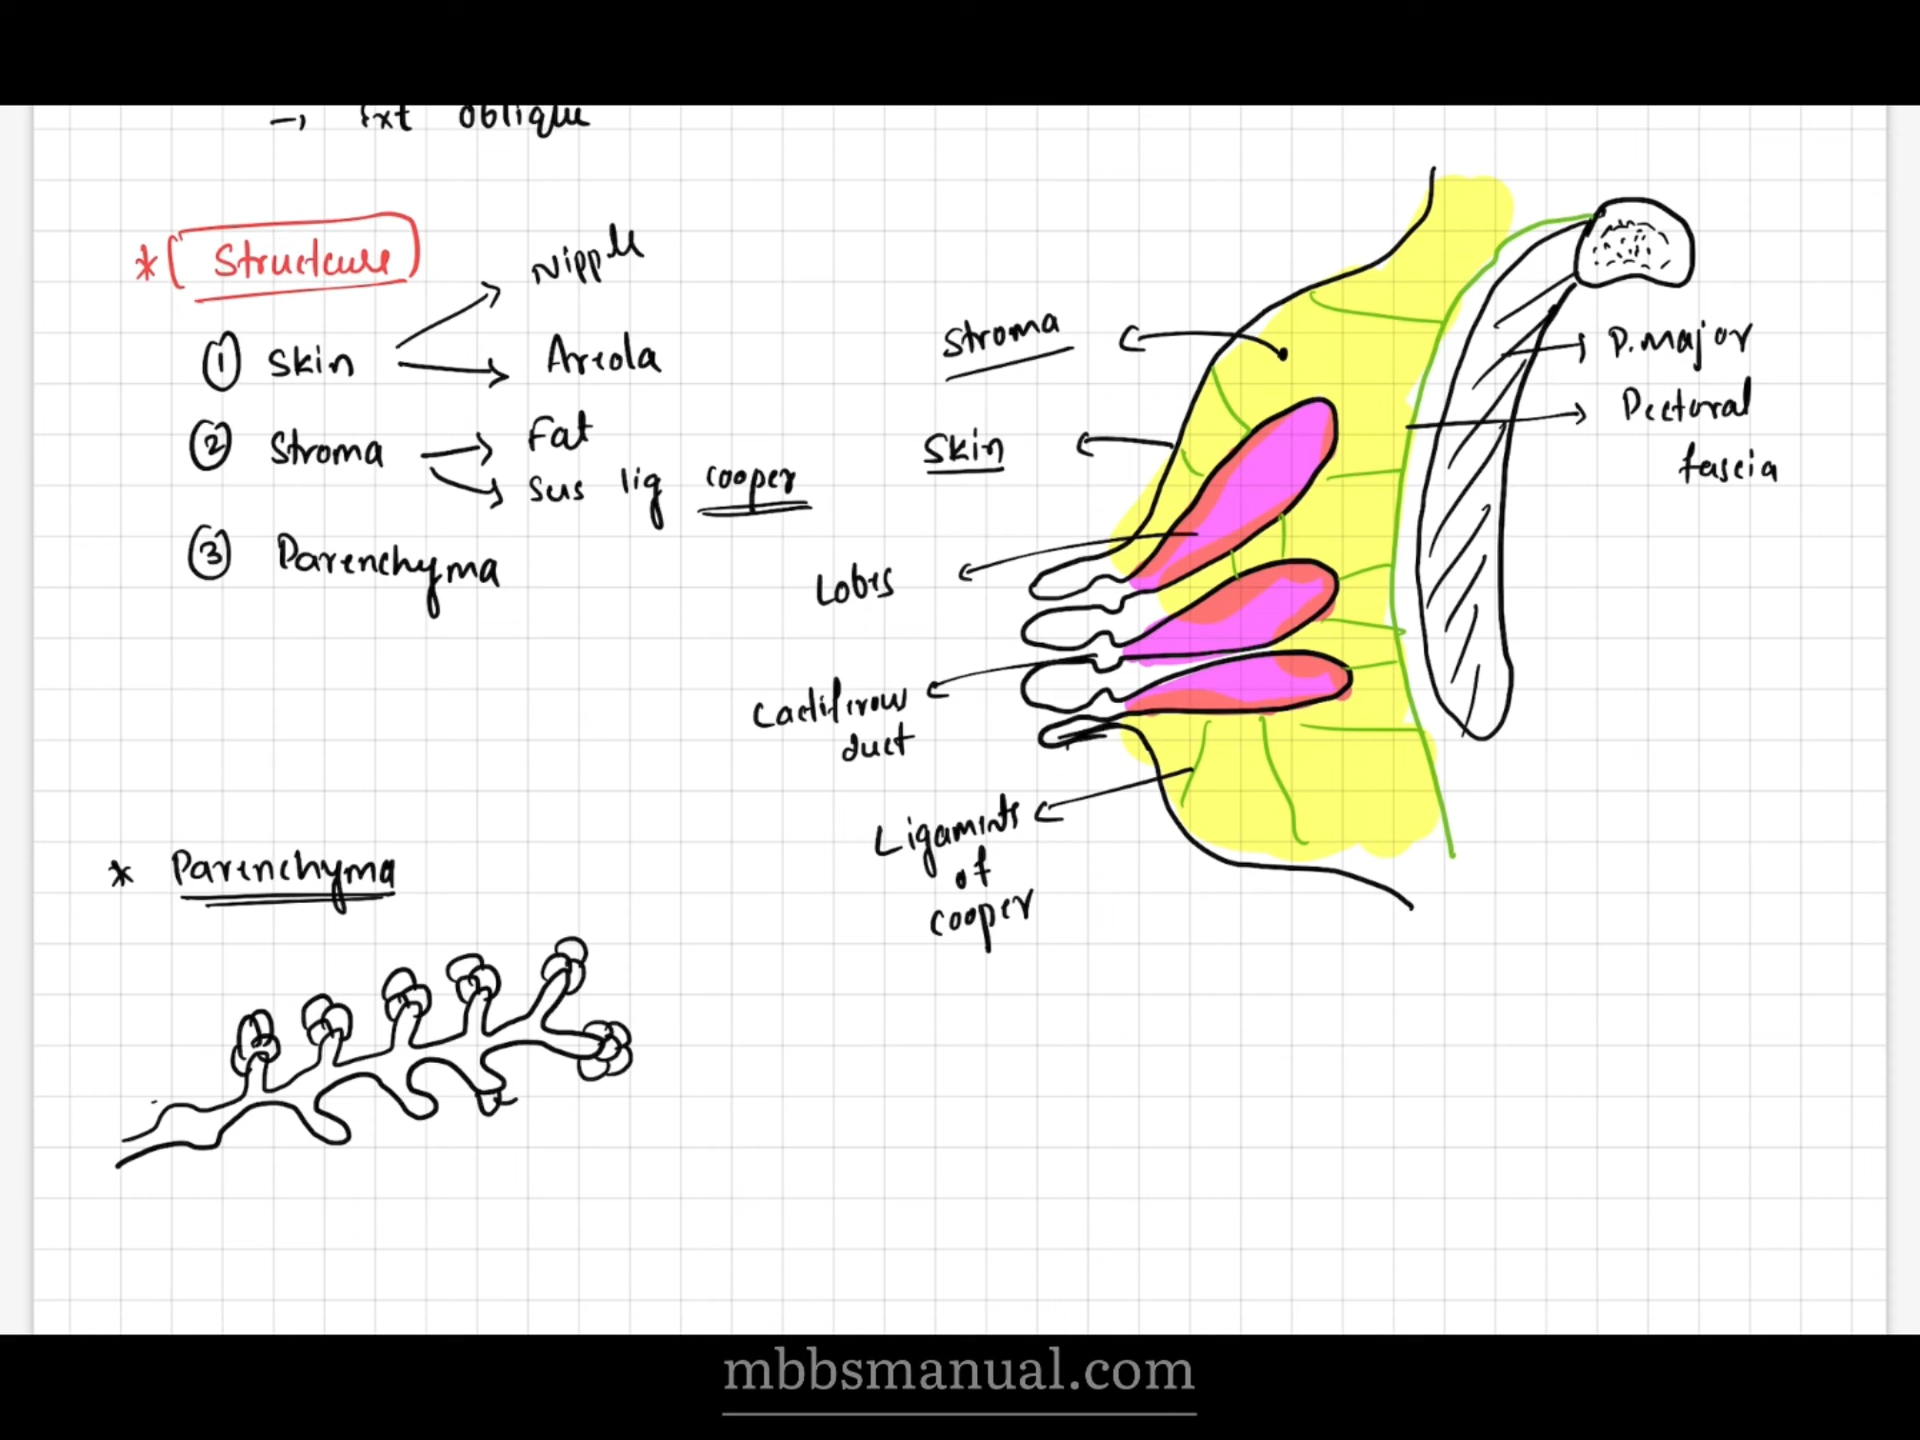 → Ext oblique
* Structure
① Skin → Nipple
→ Areola
② Stroma → Fat
→ Sus lig cooper
③ Parenchyma
* Parenchyma
Stroma
Skin
Lobes
Lactiferous
duct
Ligaments
of
cooper
P. Major
Pectoral
fascia
mbbsmanual.com